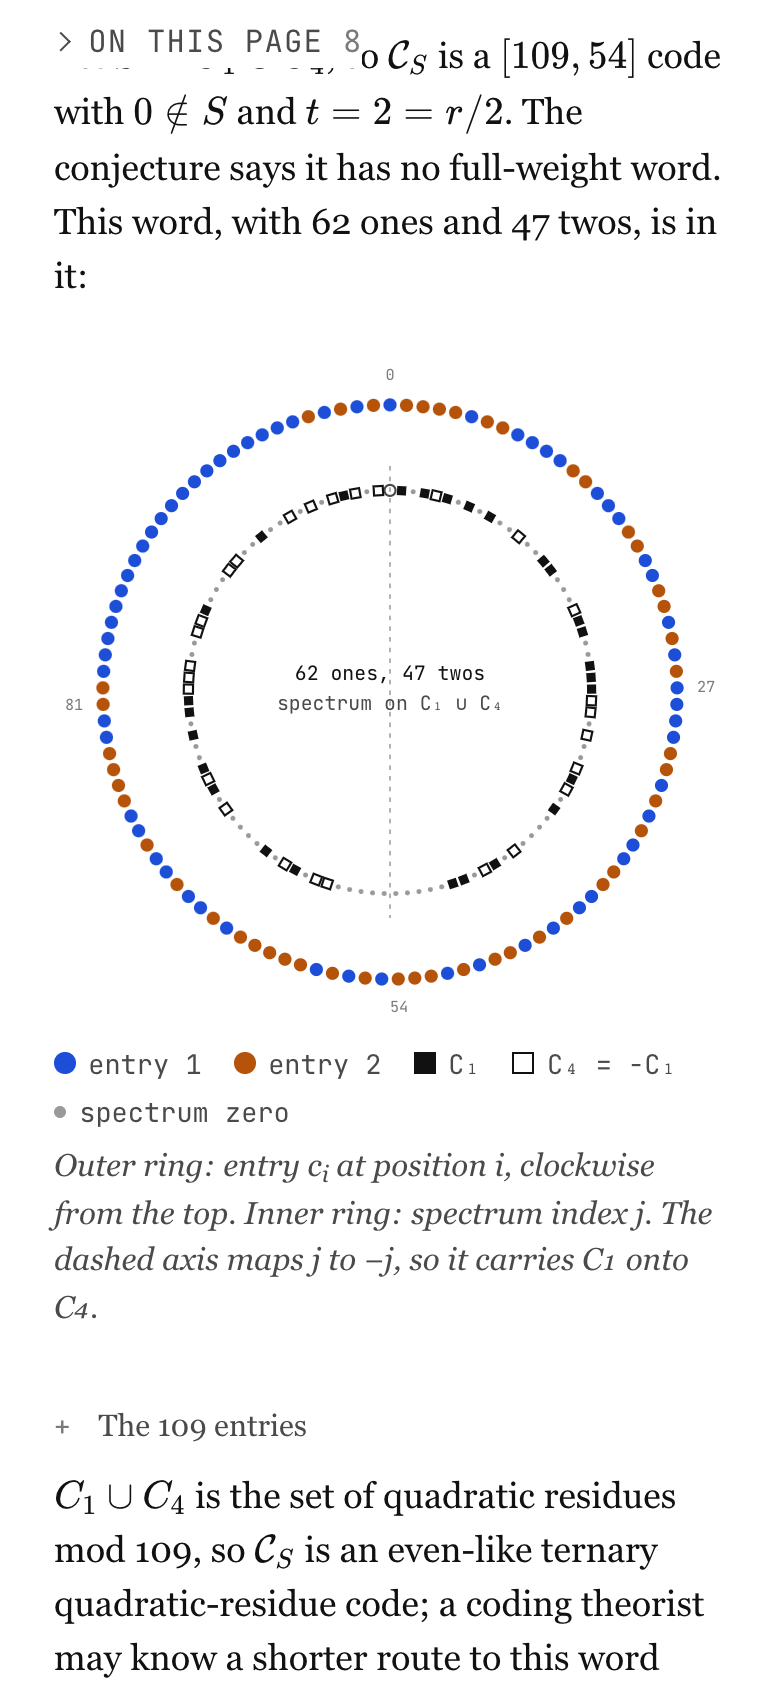 > ON THIS PAGE 8
so 𝒞_S is a [109, 54] code
with 0 ∉ S and t = 2 = r/2. The
conjecture says it has no full-weight word.
This word, with 62 ones and 47 twos, is in
it:
0
62 ones, 47 twos
81
27
spectrum on C₁ ∪ C₄
54
entry 1 entry 2 C₁ C₄ = -C₁
spectrum zero
Outer ring: entry cᵢ at position i, clockwise
from the top. Inner ring: spectrum index j. The
dashed axis maps j to −j, so it carries C1 onto
C4.
+ The 109 entries
C₁ ∪ C₄ is the set of quadratic residues
mod 109, so 𝒞_S is an even-like ternary
quadratic-residue code; a coding theorist
may know a shorter route to this word